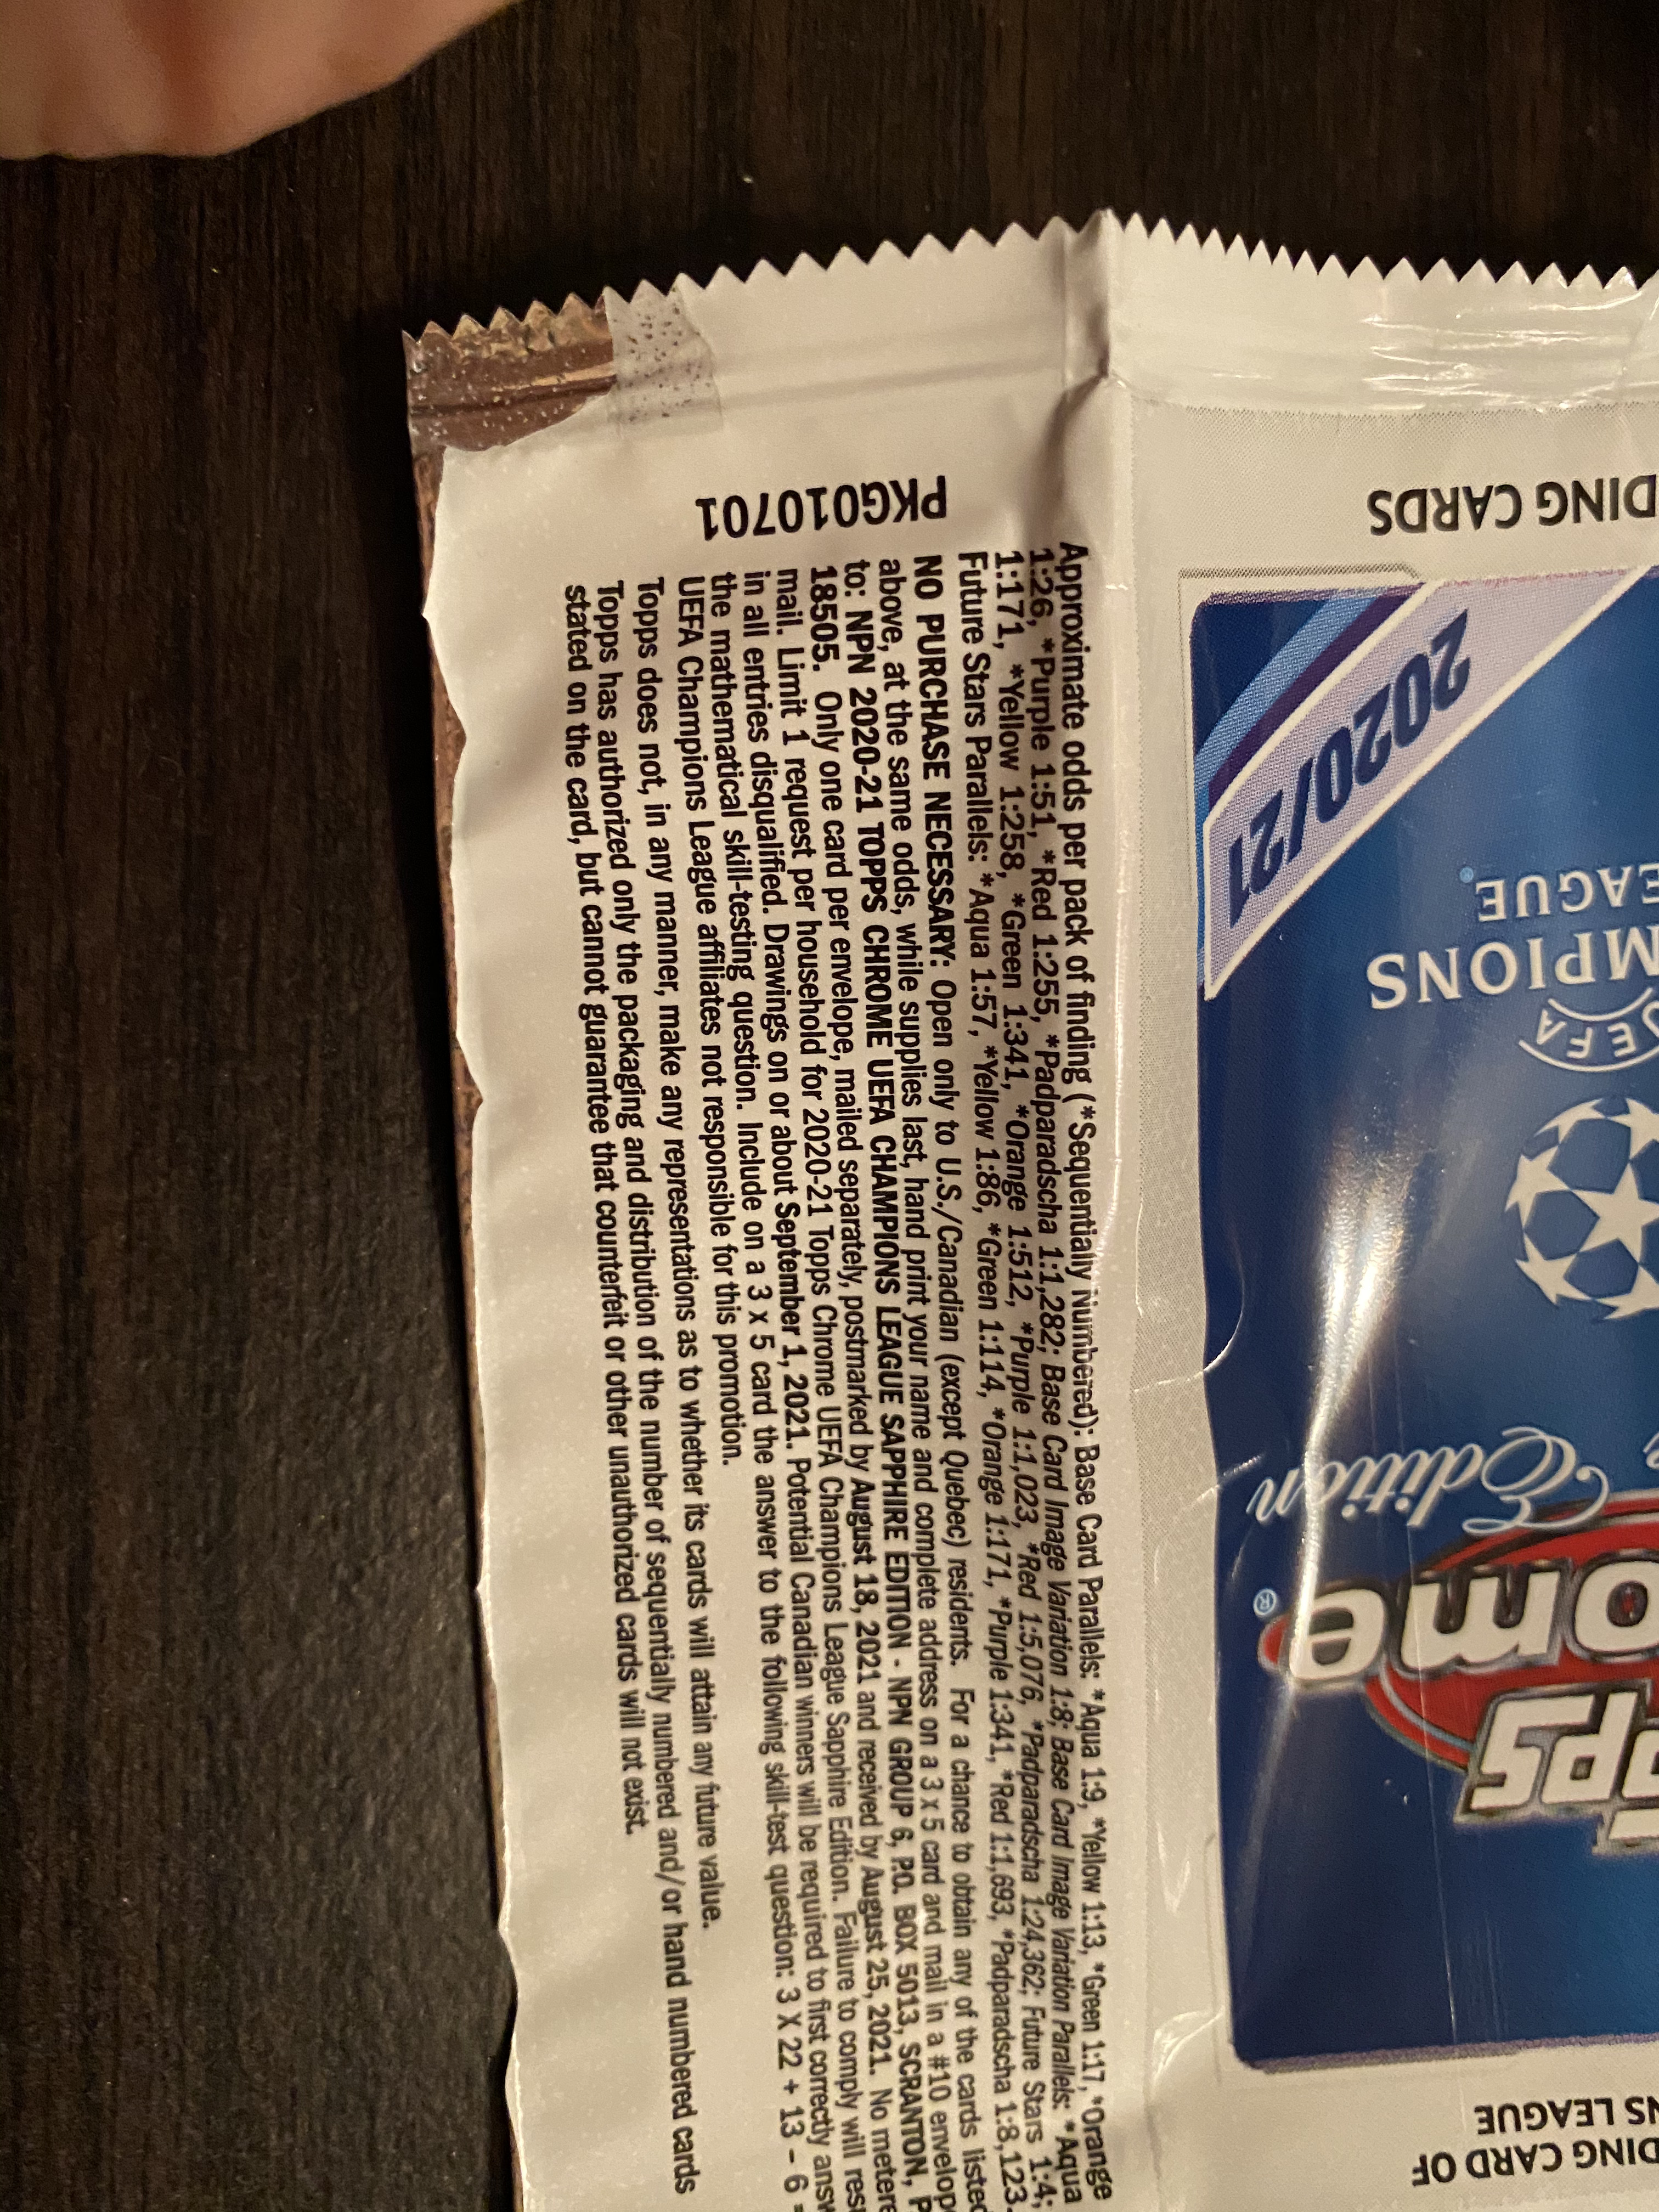 PKG010701
Approximate odds per pack of finding (*Sequentially Numbered): Base Card Parallels: *Aqua 1:9, *Yellow 1:13, *Green 1:17, *Orange
1:26, *Purple 1:51, *Red 1:255, *Padparadscha 1:1,282; Base Card Image Variation 1:8; Base Card Image Variation Parallels: *Aqua
1:171, *Yellow 1:258, *Green 1:341, *Orange 1:512, *Purple 1:1,023, *Red 1:5,076, *Padparadscha 1:24,362; Future Stars 1:4;
Future Stars Parallels: *Aqua 1:57, *Yellow 1:86, *Green 1:114, *Orange 1:171, *Purple 1:341, *Red 1:1,693, *Padparadscha 1:8,123.
NO PURCHASE NECESSARY: Open only to U.S./Canadian (except Quebec) residents. For a chance to obtain any of the cards listed
above, at the same odds, while supplies last, hand print your name and complete address on a 3 x 5 card and mail in a #10 envelop
to: NPN 2020-21 TOPPS CHROME UEFA CHAMPIONS LEAGUE SAPPHIRE EDITION - NPN GROUP 6, P.O. BOX 5013, SCRANTON, P
18505. Only one card per envelope, mailed separately, postmarked by August 18, 2021 and received by August 25, 2021. No metere
mail. Limit 1 request per household for 2020-21 Topps Chrome UEFA Champions League Sapphire Edition. Failure to comply will res
in all entries disqualified. Drawings on or about September 1, 2021. Potential Canadian winners will be required to first correctly answ
the mathematical skill-testing question. Include on a 3 x 5 card the answer to the following skill-test question: 3 X 22 + 13 – 6 =
UEFA Champions League affiliates not responsible for this promotion.
Topps does not, in any manner, make any representations as to whether its cards will attain any future value.
Topps has authorized only the packaging and distribution of the number of sequentially numbered and/or hand numbered cards
stated on the card, but cannot guarantee that counterfeit or other unauthorized cards will not exist.
DING CARD OF
NS LEAGUE
pps
ome®
Edition
UEFA
MPIONS
EAGUE®
2020/21
DING CARDS